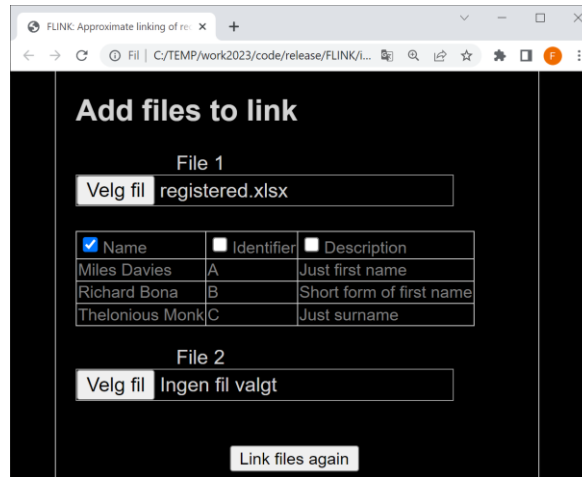 FLINK: Approximate linking of re
Fil | C:/TEMP/work2023/code/release/FLINK/i...
F
Add files to link
File 1
Velg fil registered.xlsx
Name Identifier Description
Miles Davies A Just first name
Richard Bona B Short form of first name
Thelonious Monk C Just surname
File 2
Velg fil Ingen fil valgt
Link files again